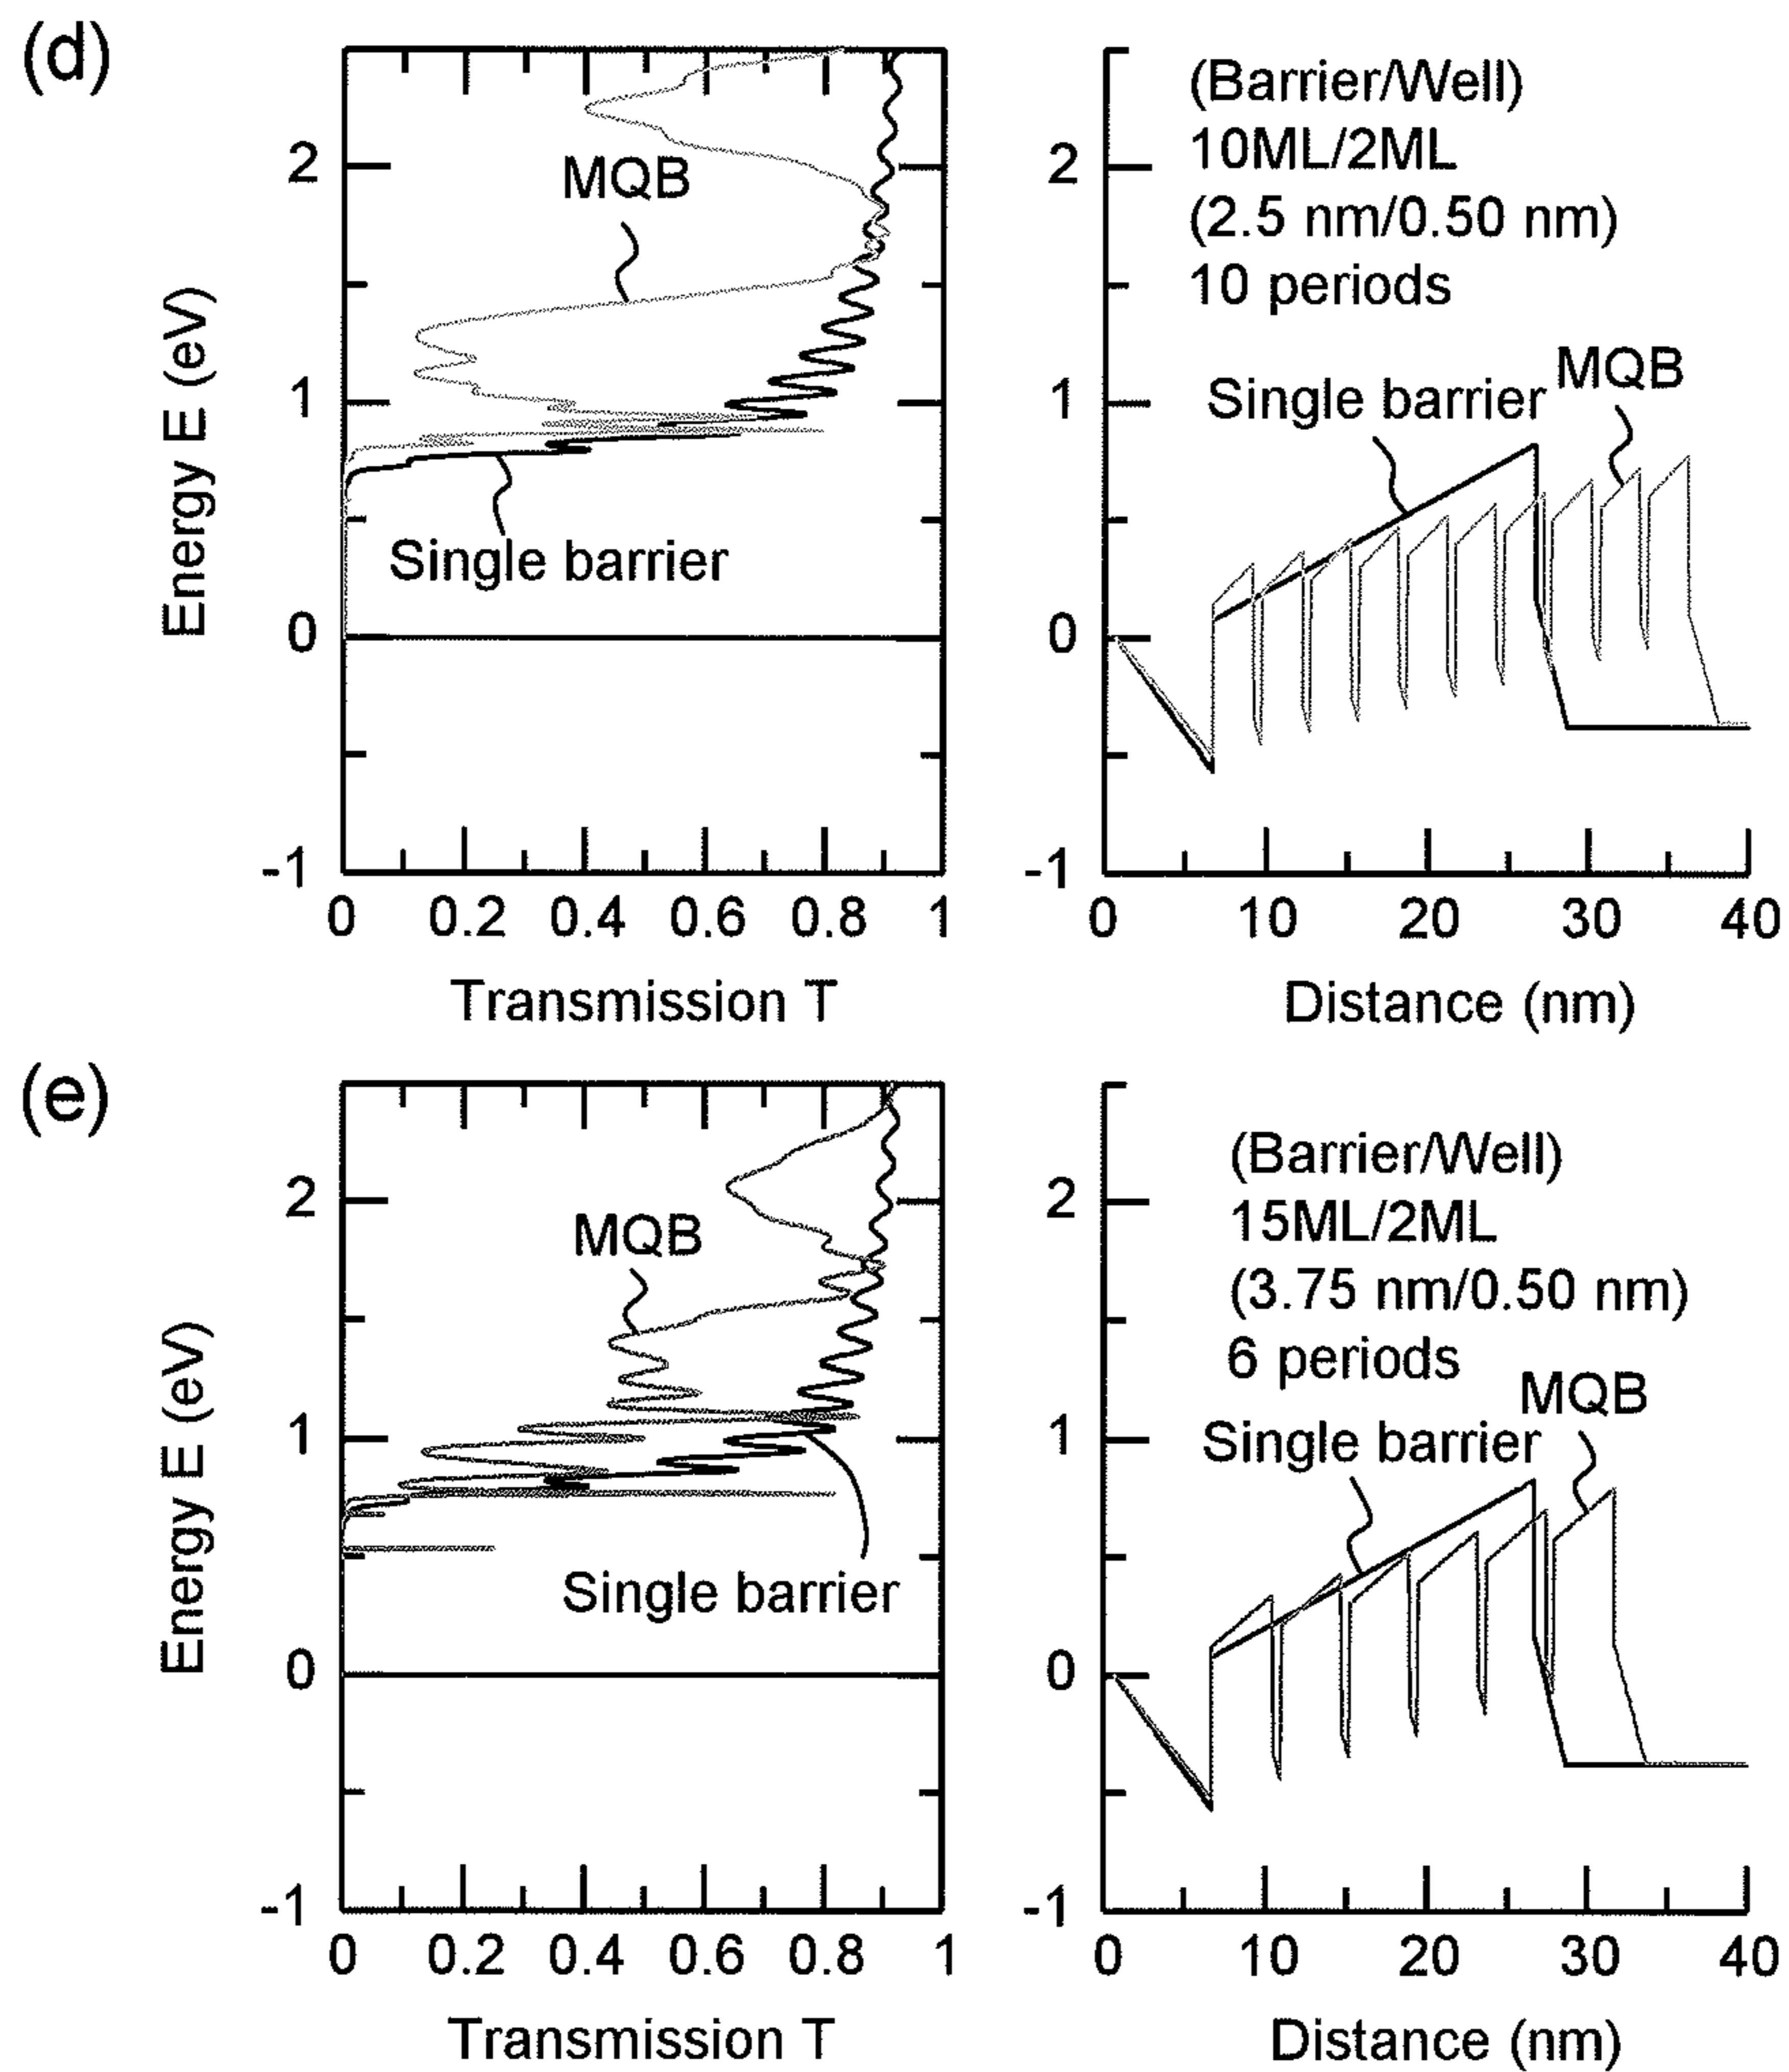 (d)
Energy E (eV)
2
1
0
-1
MQB
Single barrier
0 0.2 0.4 0.6 0.8 1
Transmission T
2
1
0
-1
(Barrier/Well)
10ML/2ML
(2.5 nm/0.50 nm)
10 periods
Single barrier
MQB
0 10 20 30 40
Distance (nm)
(e)
Energy E (eV)
2
1
0
-1
MQB
Single barrier
0 0.2 0.4 0.6 0.8 1
Transmission T
2
1
0
-1
(Barrier/Well)
15ML/2ML
(3.75 nm/0.50 nm)
6 periods
MQB
Single barrier
0 10 20 30 40
Distance (nm)